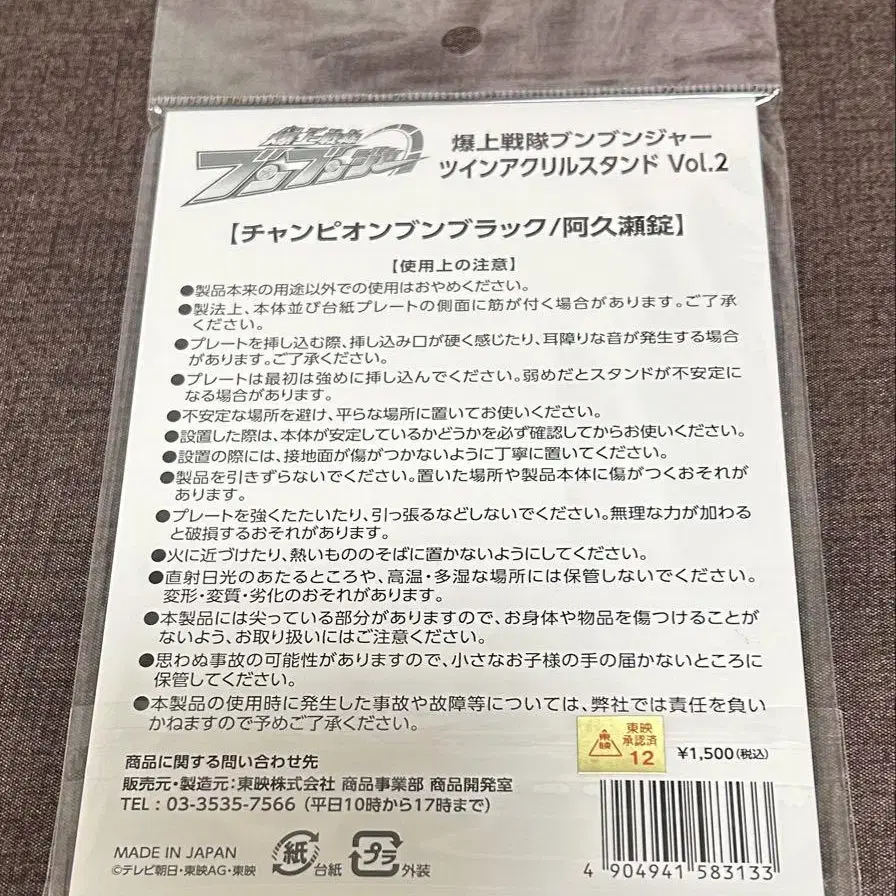 爆上戦隊
ブンブンジャー
爆上戦隊ブンブンジャー
ツインアクリルスタンド Vol.2
【チャンピオンブンブラック/阿久瀬錠】
【使用上の注意】
●製品本来の用途以外での使用はおやめください。
●製法上、本体並び台紙プレートの側面に筋が付く場合があります。ご了承
ください。
●プレートを挿し込む際、挿し込み口が硬く感じたり、耳障りな音が発生する場合
があります。ご了承ください。
●プレートは最初は強めに挿し込んでください。弱めだとスタンドが不安定に
なる場合があります。
●不安定な場所を避け、平らな場所に置いてお使いください。
●設置した際は、本体が安定しているかどうかを必ず確認してからお使いください。
●設置の際には、接地面が傷がつかないように丁寧に置いてください。
●製品を引きずらないでください。置いた場所や製品本体に傷がつくおそれが
あります。
●プレートを強くたたいたり、引っ張るなどしないでください。無理な力が加わる
と破損するおそれがあります。
●火に近づけたり、熱いもののそばに置かないようにしてください。
●直射日光のあたるところや、高温・多湿な場所には保管しないでください。
変形・変質・劣化のおそれがあります。
●本製品には尖っている部分がありますので、お身体や物品を傷つけることが
ないよう、お取り扱いにはご注意ください。
●思わぬ事故の可能性がありますので、小さなお子様の手の届かないところに
保管してください。
●本製品の使用時に発生した事故や故障等については、弊社では責任を負い
かねますので予めご了承ください。
東映
東映
承認済
12
¥1,500(税込)
商品に関する問い合わせ先
販売元・製造元:東映株式会社 商品事業部 商品開発室
TEL : 03-3535-7566 (平日10時から17時まで)
MADE IN JAPAN
©テレビ朝日・東映AG・東映
紙 台紙
プラ 外装
4 904941 583133